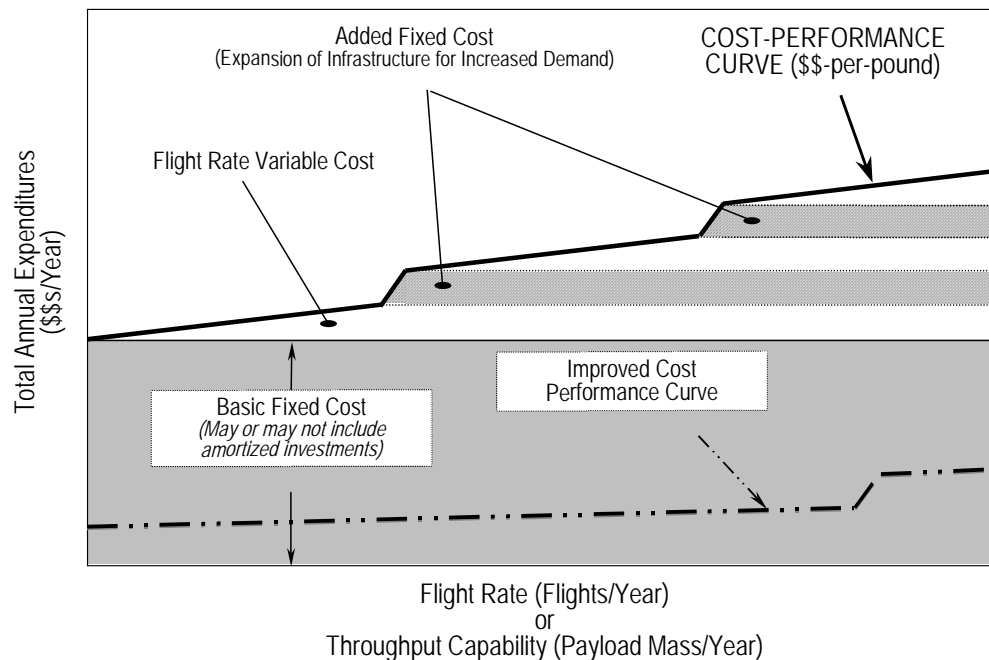 Added Fixed Cost
(Expansion of Infrastructure for Increased Demand)
COST-PERFORMANCE
CURVE ($$-per-pound)
Flight Rate Variable Cost
Total Annual Expenditures
($$s/Year)
Basic Fixed Cost
(May or may not include
amortized investments)
Improved Cost
Performance Curve
Flight Rate (Flights/Year)
or
Throughput Capability (Payload Mass/Year)